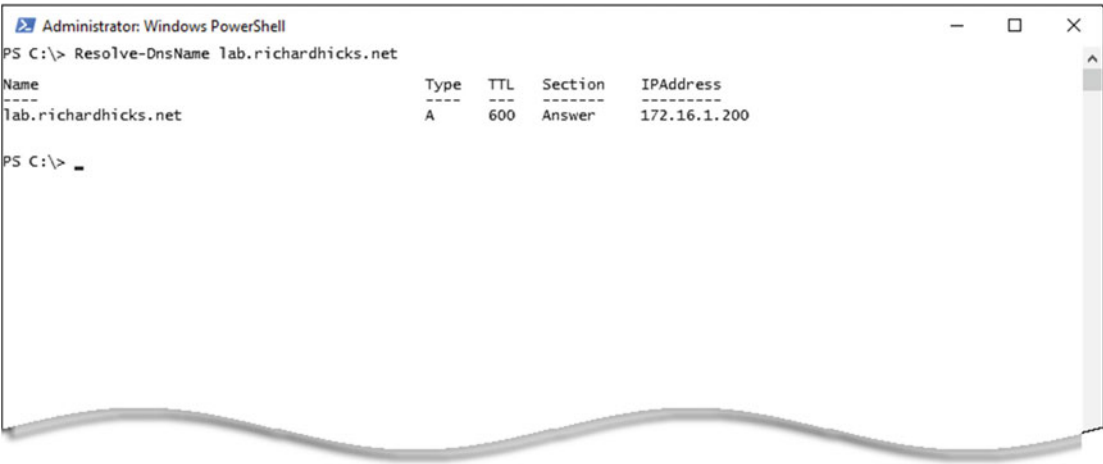 Administrator: Windows PowerShell
PS C:\> Resolve-DnsName lab.richardhicks.net
Name Type TTL Section IPAddress
---- ---- --- ------- ---------
lab.richardhicks.net A 600 Answer 172.16.1.200
PS C:\> _